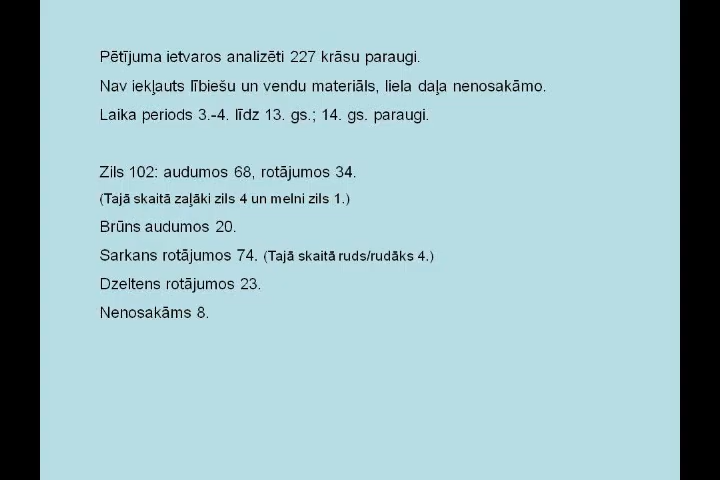 Pētījuma ietvaros analizēti 227 krāsu paraugi.
Nav iekļauts lībiešu un vendu materiāls, liela daļa nenosakāmo.
Laika periods 3.-4. līdz 13. gs.; 14. gs. paraugi.
Zils 102: audumos 68, rotājumos 34.
(Tajā skaitā zaļāki zils 4 un melni zils 1.)
Brūns audumos 20.
Sarkans rotājumos 74. (Tajā skaitā ruds/rudāks 4.)
Dzeltens rotājumos 23.
Nenosakāms 8.